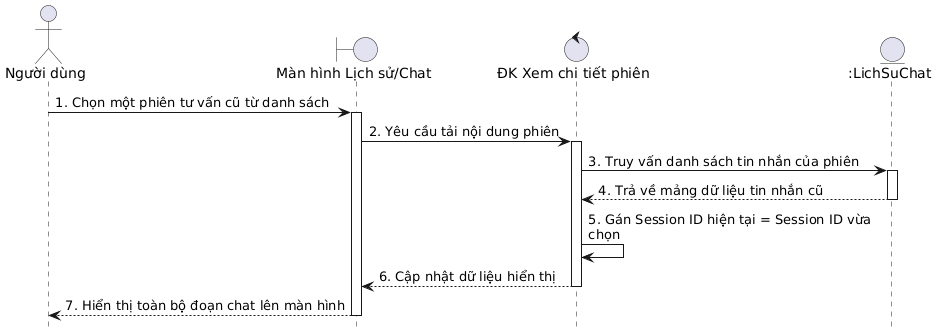 Người dùng
Màn hình Lịch sử/Chat
ĐK Xem chi tiết phiên
:LichSuChat
1. Chọn một phiên tư vấn cũ từ danh sách
2. Yêu cầu tải nội dung phiên
3. Truy vấn danh sách tin nhắn của phiên
4. Trả về mảng dữ liệu tin nhắn cũ
5. Gán Session ID hiện tại = Session ID vừa
chọn
6. Cập nhật dữ liệu hiển thị
7. Hiển thị toàn bộ đoạn chat lên màn hình